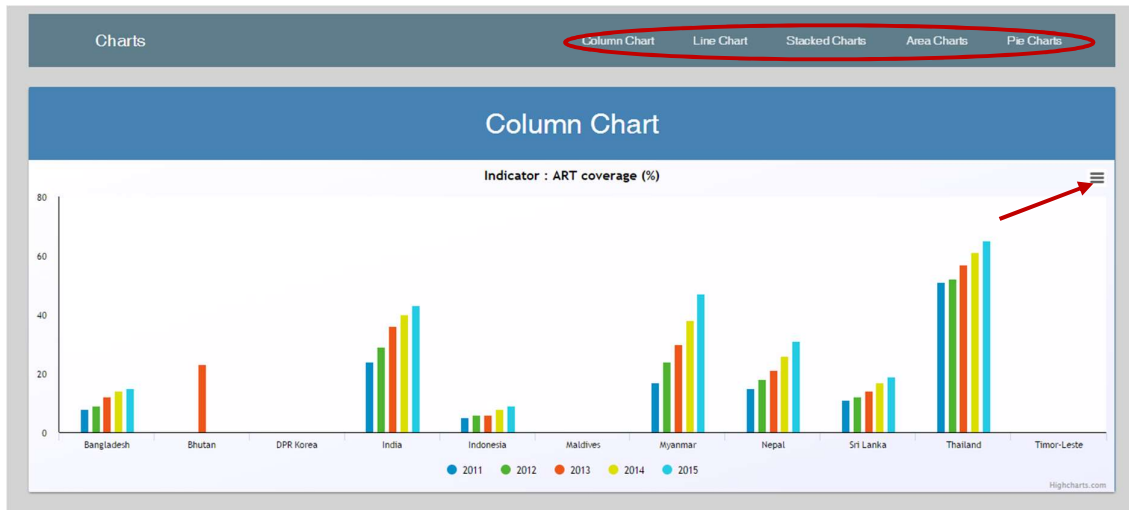 Charts Column Chart Line Chart Stacked Charts Area Charts Pie Charts
Column Chart
Indicator : ART coverage (%)
80
60
40
20
0
Bangladesh Bhutan DPR Korea India Indonesia Maldives Myanmar Nepal Sri Lanka Thailand Timor-Leste
2011 2012 2013 2014 2015
Highcharts.com